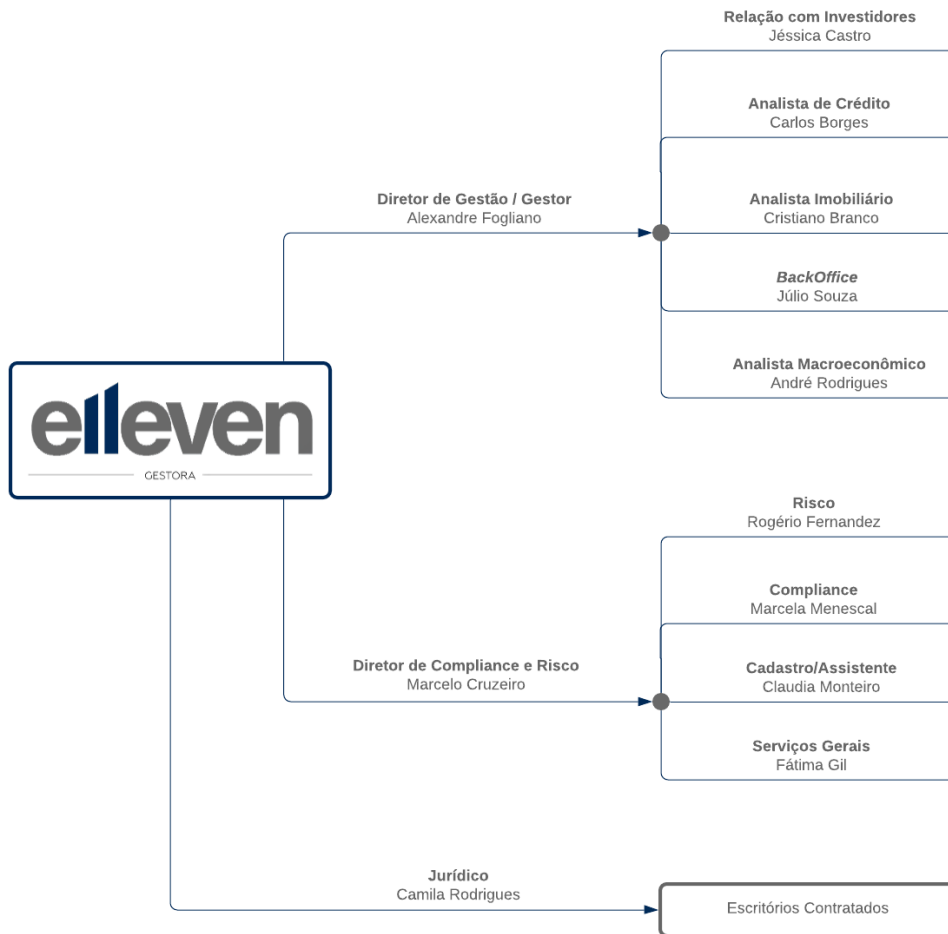 Relação com Investidores
Jéssica Castro
Analista de Crédito
Carlos Borges
Diretor de Gestão / Gestor
Alexandre Fogliano
Analista Imobiliário
Cristiano Branco
BackOffice
Júlio Souza
Analista Macroeconômico
André Rodrigues
elleven
GESTORA
Risco
Rogério Fernandez
Compliance
Marcela Menescal
Diretor de Compliance e Risco
Marcelo Cruzeiro
Cadastro/Assistente
Claudia Monteiro
Serviços Gerais
Fátima Gil
Jurídico
Camila Rodrigues
Escritórios Contratados